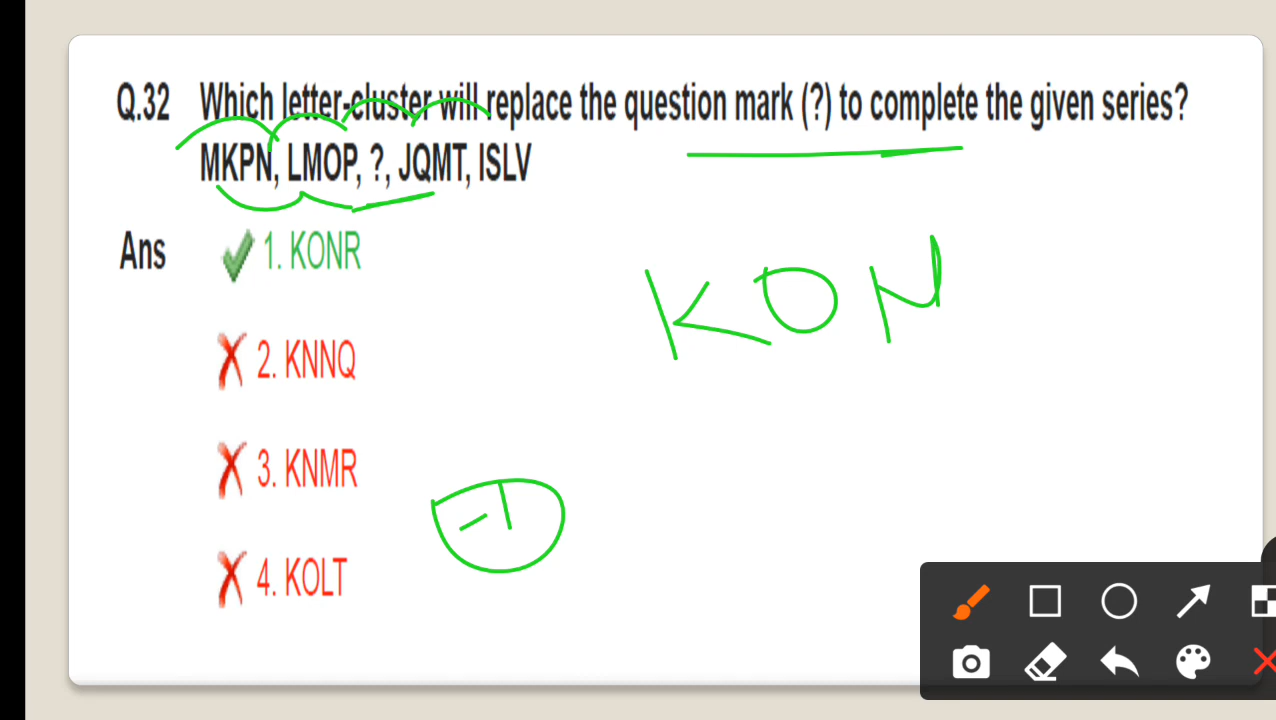 Q.32 Which letter-cluster will replace the question mark (?) to complete the given series?
MKPN, LMOP, ?, JQMT, ISLV
Ans 1. KONR
2. KNNQ
3. KNMR
4. KOLT
KON
-1